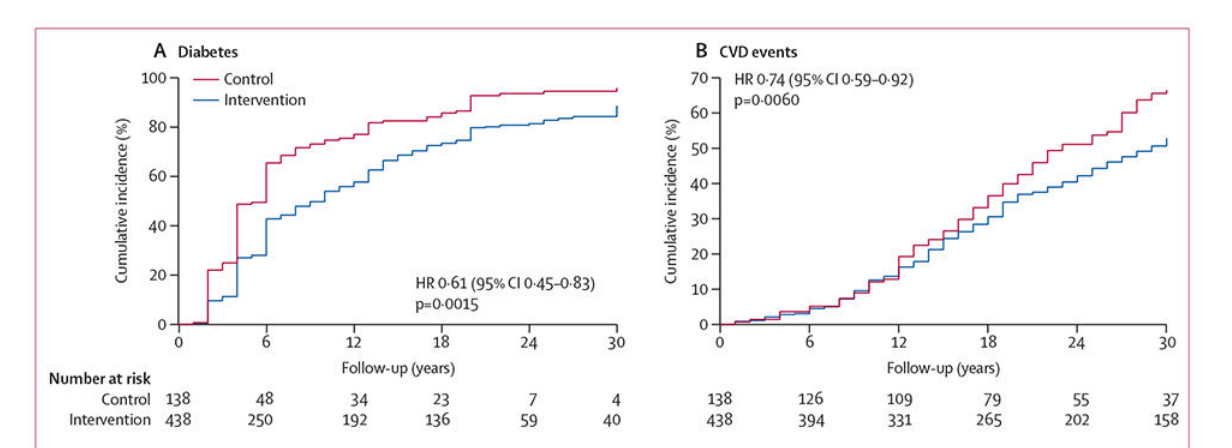 A Diabetes
Control
Intervention
HR 0·61 (95% CI 0·45–0·83)
p=0·0015
Cumulative incidence (%)
100
80
60
40
20
0
0 6 12 18 24 30
Follow-up (years)
B CVD events
HR 0·74 (95% CI 0·59–0·92)
p=0·0060
Cumulative incidence (%)
70
60
50
40
30
20
10
0
0 6 12 18 24 30
Follow-up (years)
Number at risk
Control 138 48 34 23 7 4 138 126 109 79 55 37
Intervention 438 250 192 136 59 40 438 394 331 265 202 158